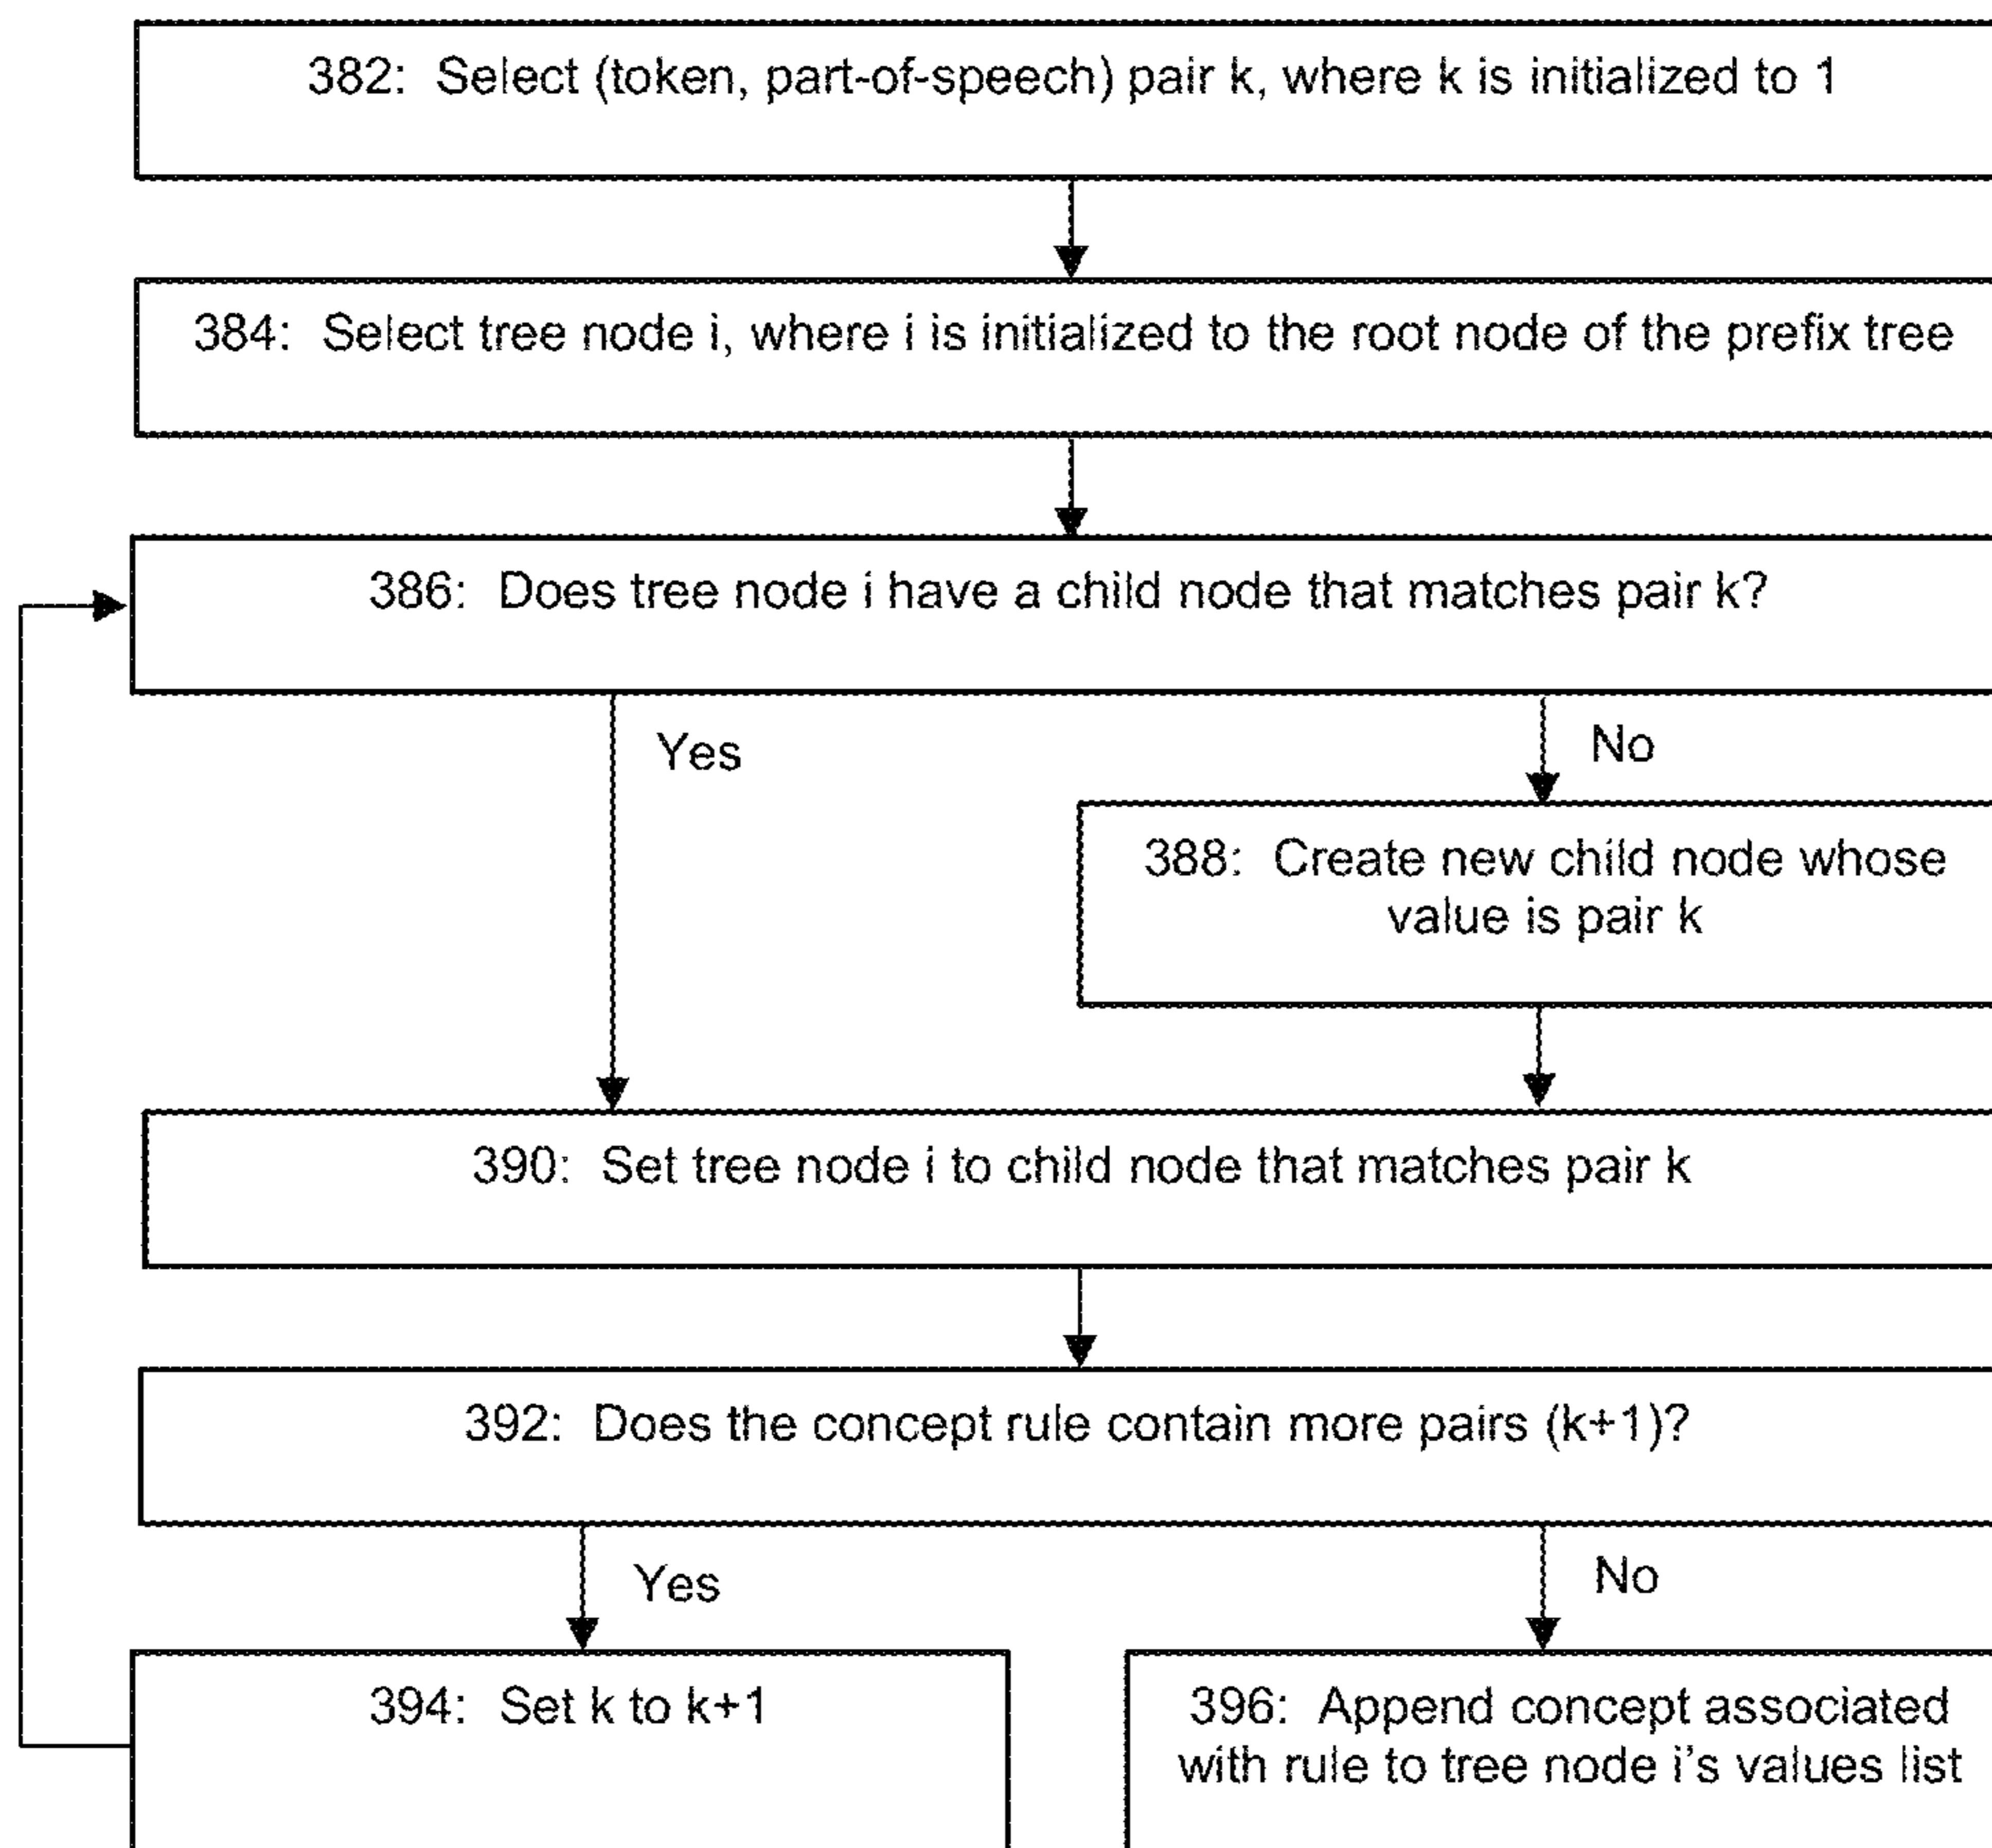 382: Select (token, part-of-speech) pair k, where k is initialized to 1
384: Select tree node i, where i is initialized to the root node of the prefix tree
386: Does tree node i have a child node that matches pair k?
Yes
No
388: Create new child node whose
value is pair k
390: Set tree node i to child node that matches pair k
392: Does the concept rule contain more pairs (k+1)?
Yes
No
394: Set k to k+1
396: Append concept associated
with rule to tree node i's values list